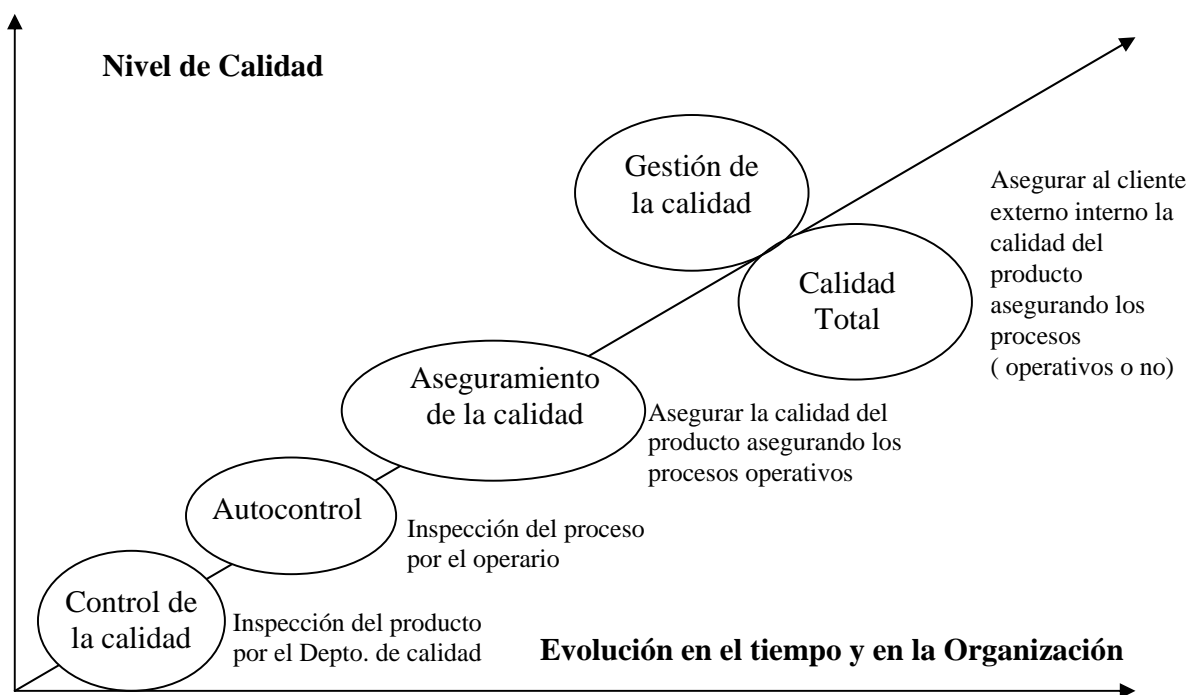 Nivel de Calidad
Gestión de
la calidad
Asegurar al cliente
externo interno la
calidad del
producto
asegurando los
procesos
( operativos o no)
Calidad
Total
Aseguramiento
de la calidad
Asegurar la calidad del
producto asegurando los
procesos operativos
Autocontrol
Inspección del proceso
por el operario
Control de
la calidad
Inspección del producto
por el Depto. de calidad
Evolución en el tiempo y en la Organización